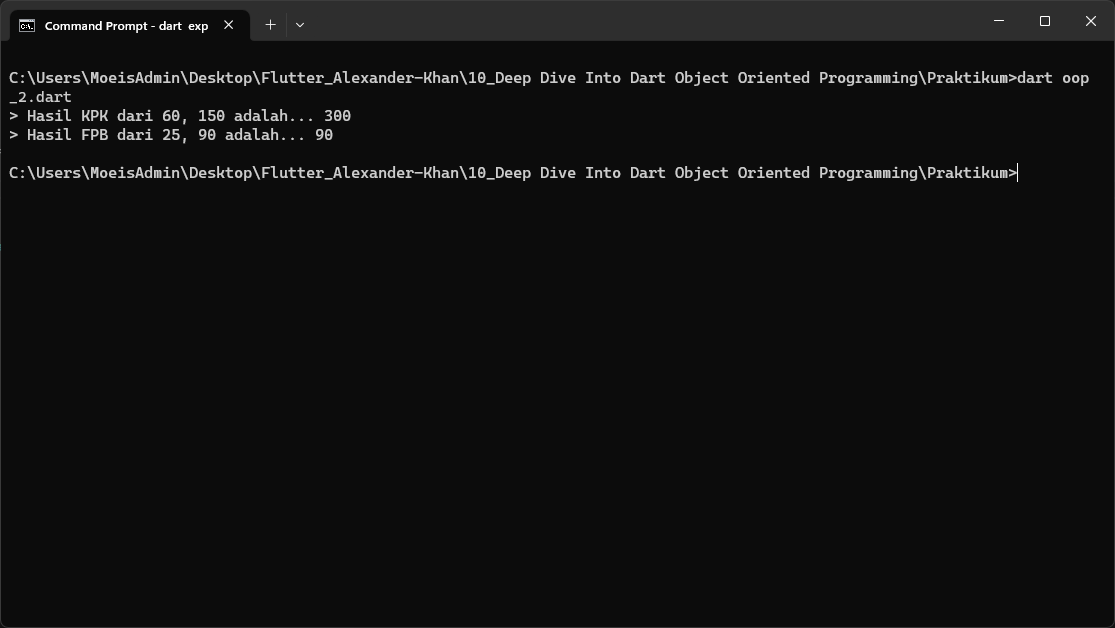 Command Prompt - dart  exp
C:\Users\MoeisAdmin\Desktop\Flutter_Alexander-Khan\10_Deep Dive Into Dart Object Oriented Programming\Praktikum>dart oop
_2.dart
> Hasil KPK dari 60, 150 adalah... 300
> Hasil FPB dari 25, 90 adalah... 90
C:\Users\MoeisAdmin\Desktop\Flutter_Alexander-Khan\10_Deep Dive Into Dart Object Oriented Programming\Praktikum>